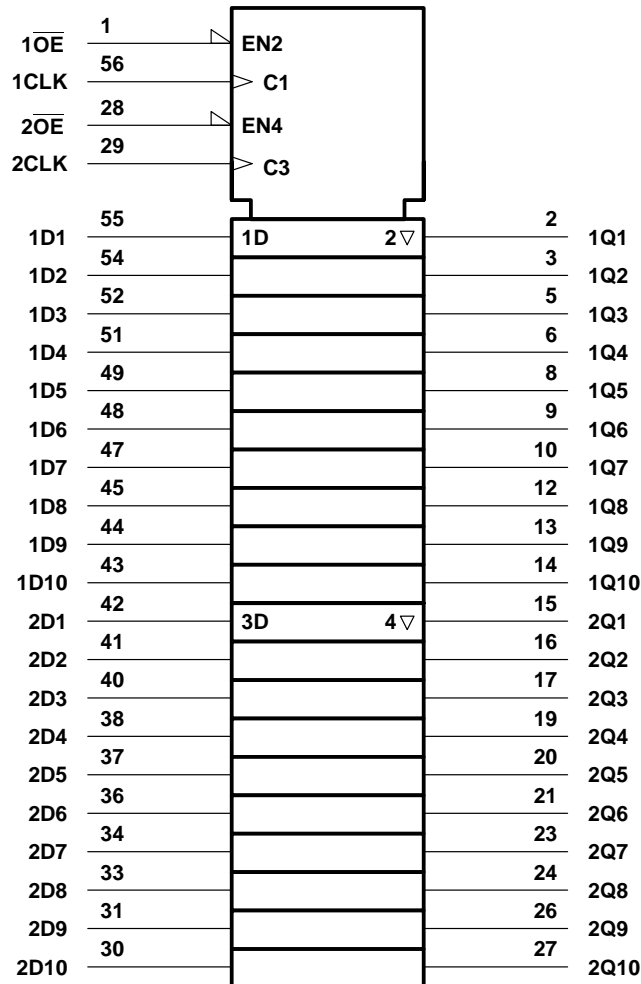 1 1O̅E̅ EN2
56 1CLK C1
28 2O̅E̅ EN4
29 2CLK C3
55 1D1 1D 2▽ 2 1Q1
54 1D2 3 1Q2
52 1D3 5 1Q3
51 1D4 6 1Q4
49 1D5 8 1Q5
48 1D6 9 1Q6
47 1D7 10 1Q7
45 1D8 12 1Q8
44 1D9 13 1Q9
43 1D10 14 1Q10
42 2D1 3D 4▽ 15 2Q1
41 2D2 16 2Q2
40 2D3 17 2Q3
38 2D4 19 2Q4
37 2D5 20 2Q5
36 2D6 21 2Q6
34 2D7 23 2Q7
33 2D8 24 2Q8
31 2D9 26 2Q9
30 2D10 27 2Q10